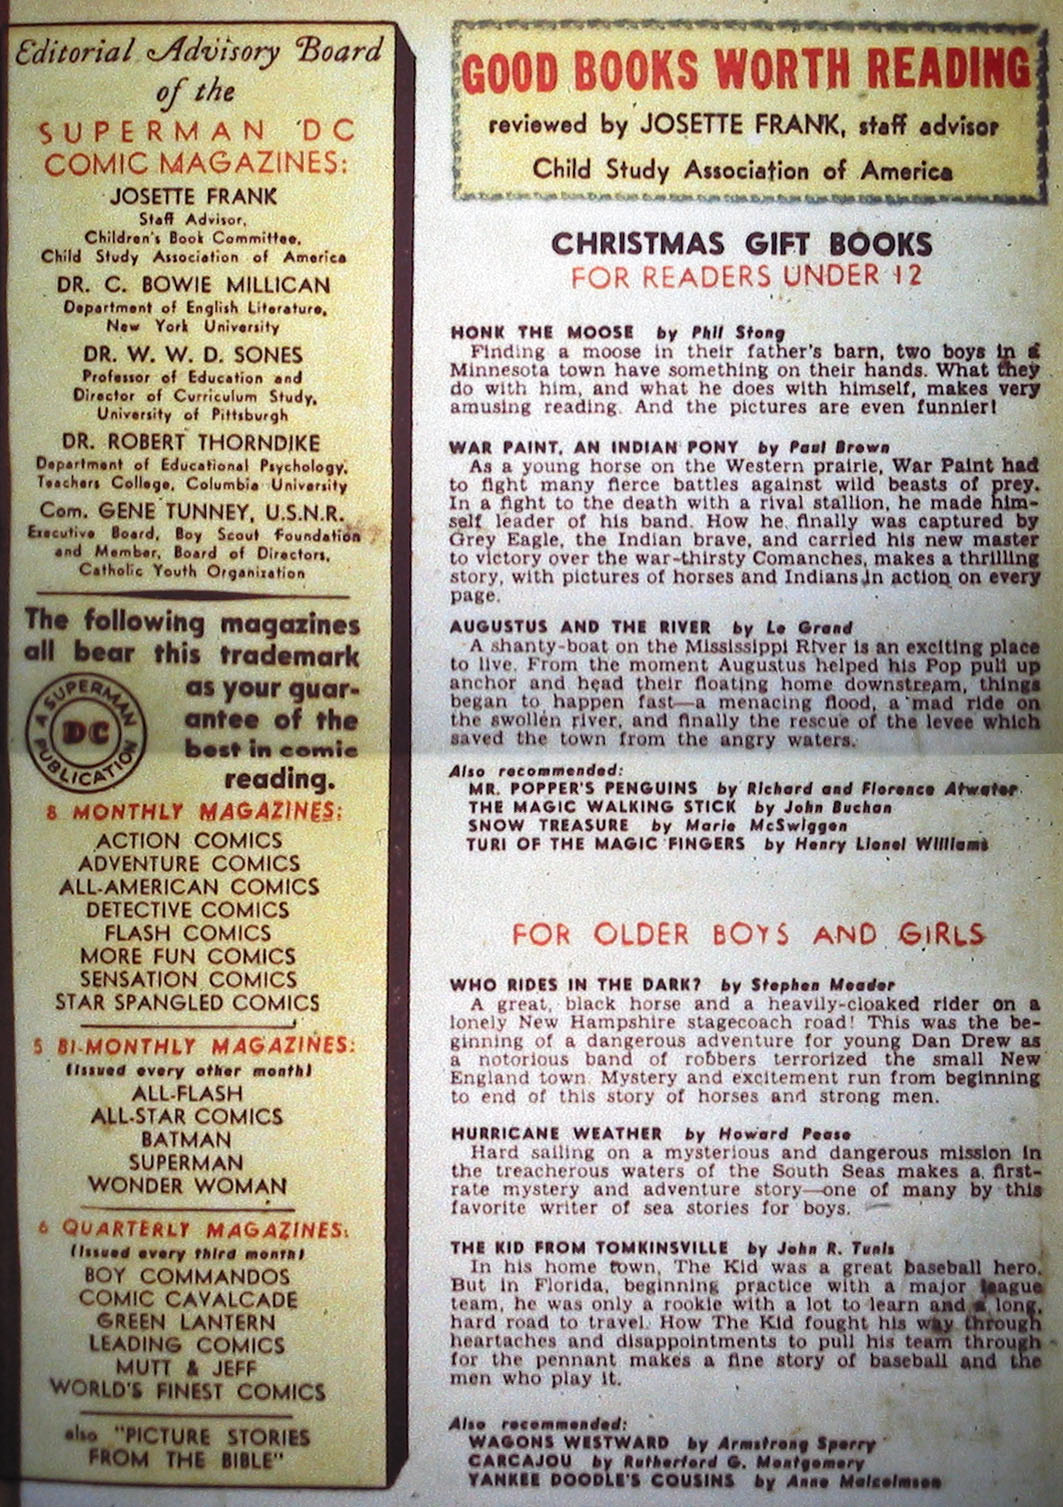 Editorial Advisory Board
of the
SUPERMAN DC
COMIC MAGAZINES:
JOSETTE FRANK
Staff Advisor,
Children's Book Committee,
Child Study Association of America
DR. C. BOWIE MILLICAN
Department of English Literature,
New York University
DR. W. W. D. SONES
Professor of Education and
Director of Curriculum Study,
University of Pittsburgh
DR. ROBERT THORNDIKE
Department of Educational Psychology,
Teachers College, Columbia University
Com. GENE TUNNEY, U.S.N.R.
Executive Board, Boy Scout Foundation
and Member, Board of Directors,
Catholic Youth Organization
The following magazines
all bear this trademark
as your guar-
antee of the
best in comic
reading.
A SUPERMAN
DC
PUBLICATION
8 MONTHLY MAGAZINES:
ACTION COMICS
ADVENTURE COMICS
ALL-AMERICAN COMICS
DETECTIVE COMICS
FLASH COMICS
MORE FUN COMICS
SENSATION COMICS
STAR SPANGLED COMICS
5 BI-MONTHLY MAGAZINES:
(Issued every other month)
ALL-FLASH
ALL-STAR COMICS
BATMAN
SUPERMAN
WONDER WOMAN
6 QUARTERLY MAGAZINES:
(Issued every third month)
BOY COMMANDOS
COMIC CAVALCADE
GREEN LANTERN
LEADING COMICS
MUTT & JEFF
WORLD'S FINEST COMICS
also "PICTURE STORIES
FROM THE BIBLE"
GOOD BOOKS WORTH READING
reviewed by JOSETTE FRANK, staff advisor
Child Study Association of America
CHRISTMAS GIFT BOOKS
FOR READERS UNDER 12
HONK THE MOOSE by Phil Stong
Finding a moose in their father's barn, two boys in a
Minnesota town have something on their hands. What they
do with him, and what he does with himself, makes very
amusing reading. And the pictures are even funnier!
WAR PAINT, AN INDIAN PONY by Paul Brown
As a young horse on the Western prairie, War Paint had
to fight many fierce battles against wild beasts of prey.
In a fight to the death with a rival stallion, he made him-
self leader of his band. How he finally was captured by
Grey Eagle, the Indian brave, and carried his new master
to victory over the war-thirsty Comanches, makes a thrilling
story, with pictures of horses and Indians in action on every
page.
AUGUSTUS AND THE RIVER by Le Grand
A shanty-boat on the Mississippi River is an exciting place
to live. From the moment Augustus helped his Pop pull up
anchor and head their floating home downstream, things
began to happen fast—a menacing flood, a mad ride on
the swollen river, and finally the rescue of the levee which
saved the town from the angry waters.
Also recommended:
MR. POPPER'S PENGUINS by Richard and Florence Atwater
THE MAGIC WALKING STICK by John Buchan
SNOW TREASURE by Marie McSwiggen
TURI OF THE MAGIC FINGERS by Henry Lionel Williams
FOR OLDER BOYS AND GIRLS
WHO RIDES IN THE DARK? by Stephen Meader
A great, black horse and a heavily-cloaked rider on a
lonely New Hampshire stagecoach road! This was the be-
ginning of a dangerous adventure for young Dan Drew as
a notorious band of robbers terrorized the small New
England town. Mystery and excitement run from beginning
to end of this story of horses and strong men.
HURRICANE WEATHER by Howard Pease
Hard sailing on a mysterious and dangerous mission in
the treacherous waters of the South Seas makes a first-
rate mystery and adventure story—one of many by this
favorite writer of sea stories for boys.
THE KID FROM TOMKINSVILLE by John R. Tunis
In his home town, The Kid was a great baseball hero.
But in Florida, beginning practice with a major league
team, he was only a rookie with a lot to learn and a long,
hard road to travel. How The Kid fought his way through
heartaches and disappointments to pull his team through
for the pennant makes a fine story of baseball and the
men who play it.
Also recommended:
WAGONS WESTWARD by Armstrong Sperry
CARCAJOU by Rutherford G. Montgomery
YANKEE DOODLE'S COUSINS by Anne Malcolmson